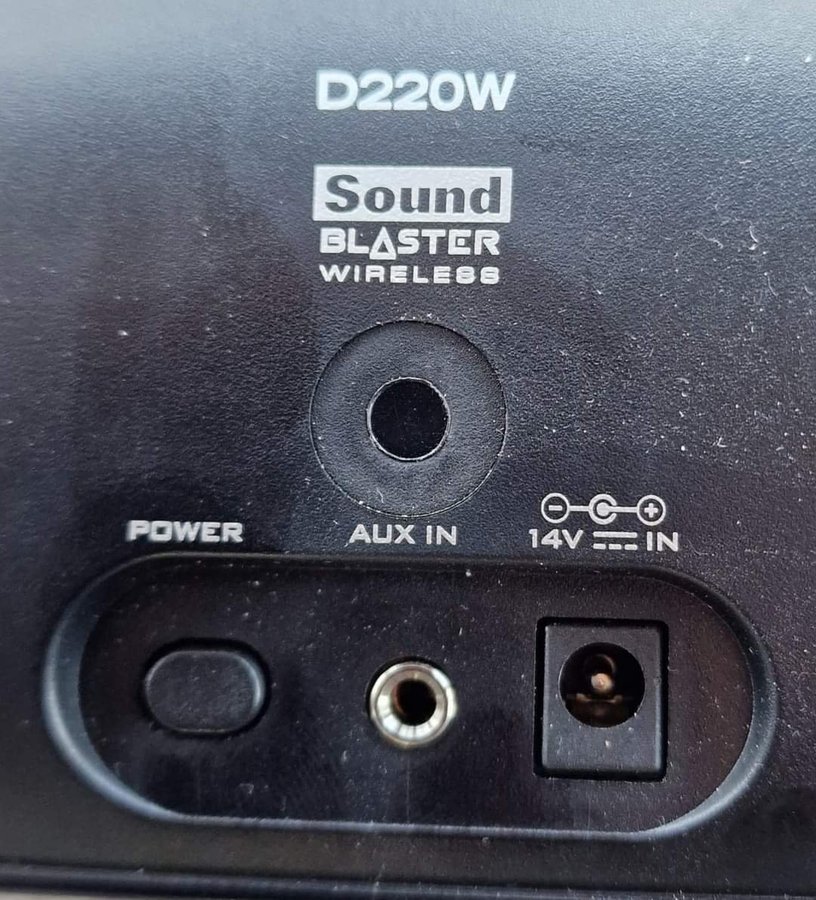 D220W
Sound
BLASTER
WIRELESS
POWER
AUX IN
14V IN